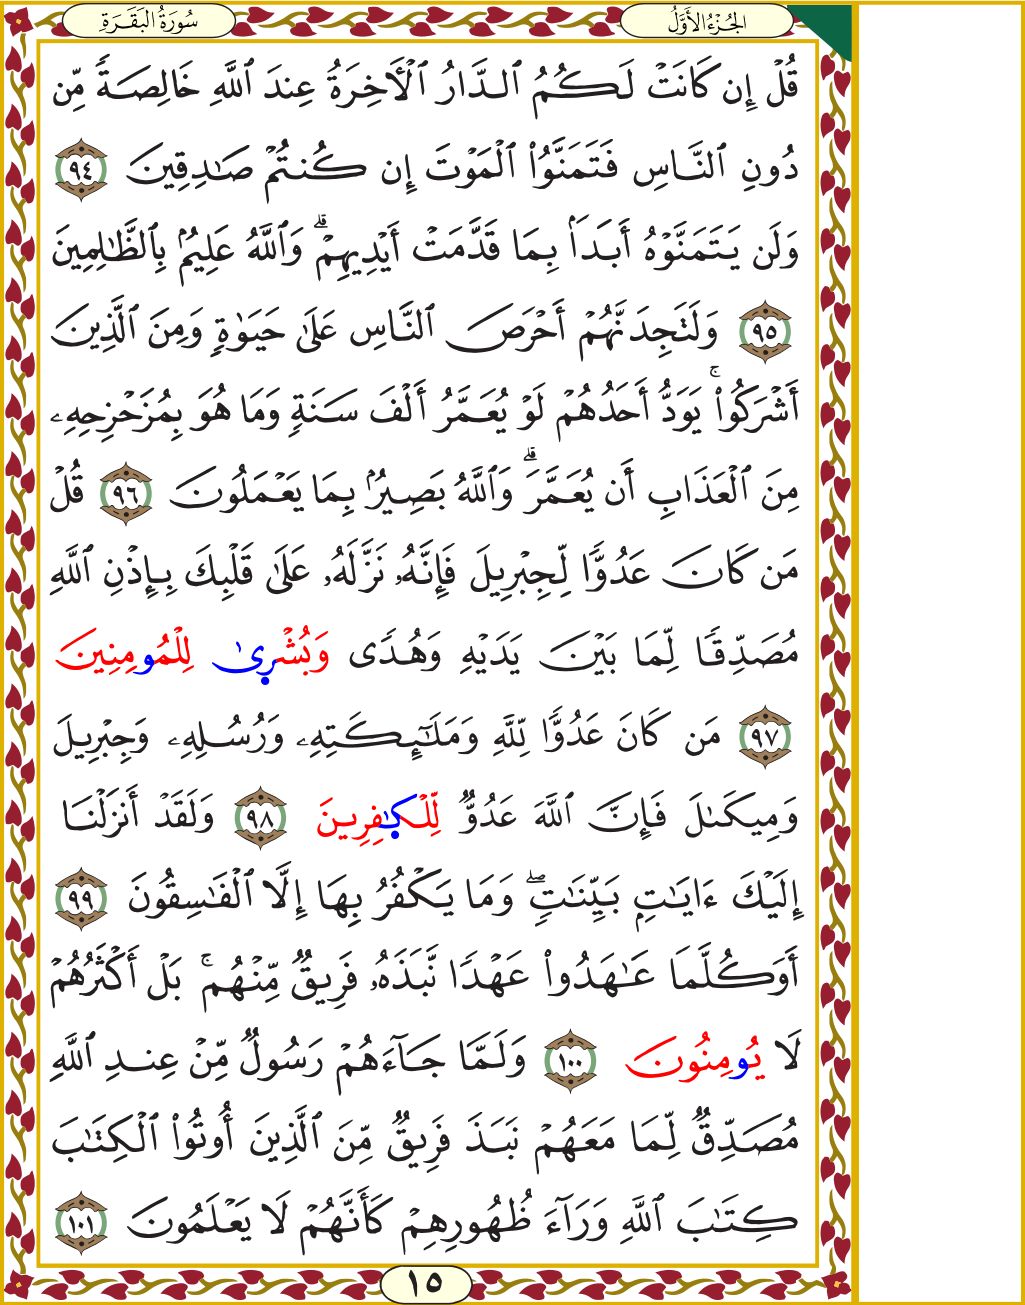 الجُزْءُ الأَوَّلُ
سُورَةُ البَقَرَةِ
قُلْ إِن كَانَتْ لَكُمُ ٱلدَّارُ ٱلْأَخِرَةُ عِندَ ٱللَّهِ خَالِصَةً مِّن
دُونِ ٱلنَّاسِ فَتَمَنَّوُاْ ٱلْمَوْتَ إِن كُنتُمْ صَٰدِقِينَ ٩٤
وَلَن يَتَمَنَّوْهُ أَبَدَۢا بِمَا قَدَّمَتْ أَيْدِيهِمْۗ وَٱللَّهُ عَلِيمُۢ بِٱلظَّٰلِمِينَ
٩٥ وَلَتَجِدَنَّهُمْ أَحْرَصَ ٱلنَّاسِ عَلَىٰ حَيَوٰةٍ وَمِنَ ٱلَّذِينَ
أَشْرَكُواْۚ يَوَدُّ أَحَدُهُمْ لَوْ يُعَمَّرُ أَلْفَ سَنَةٍ وَمَا هُوَ بِمُزَحْزِحِهِۦ
مِنَ ٱلْعَذَابِ أَن يُعَمَّرَۗ وَٱللَّهُ بَصِيرُۢ بِمَا يَعْمَلُونَ ٩٦ قُلْ
مَن كَانَ عَدُوًّا لِّجِبْرِيلَ فَإِنَّهُۥ نَزَّلَهُۥ عَلَىٰ قَلْبِكَ بِإِذْنِ ٱللَّهِ
مُصَدِّقًا لِّمَا بَيْنَ يَدَيْهِ وَهُدًى وَبُشْرِىٰ لِلْمُومِنِينَ
٩٧ مَن كَانَ عَدُوًّا لِّلَّهِ وَمَلَٰٓئِكَتِهِۦ وَرُسُلِهِۦ وَجِبْرِيلَ
وَمِيكَىٰلَ فَإِنَّ ٱللَّهَ عَدُوٌّ لِّلْكَٰفِرِينَ ٩٨ وَلَقَدْ أَنزَلْنَا
إِلَيْكَ ءَايَٰتٍ بَيِّنَٰتٍۖ وَمَا يَكْفُرُ بِهَا إِلَّا ٱلْفَٰسِقُونَ ٩٩
أَوَكُلَّمَا عَٰهَدُواْ عَهْدًا نَّبَذَهُۥ فَرِيقٌ مِّنْهُمۚ بَلْ أَكْثَرُهُمْ
لَا يُومِنُونَ ١٠٠ وَلَمَّا جَآءَهُمْ رَسُولٌ مِّنْ عِندِ ٱللَّهِ
مُصَدِّقٌ لِّمَا مَعَهُمْ نَبَذَ فَرِيقٌ مِّنَ ٱلَّذِينَ أُوتُواْ ٱلْكِتَٰبَ
كِتَٰبَ ٱللَّهِ وَرَآءَ ظُهُورِهِمْ كَأَنَّهُمْ لَا يَعْلَمُونَ ١٠١
١٥